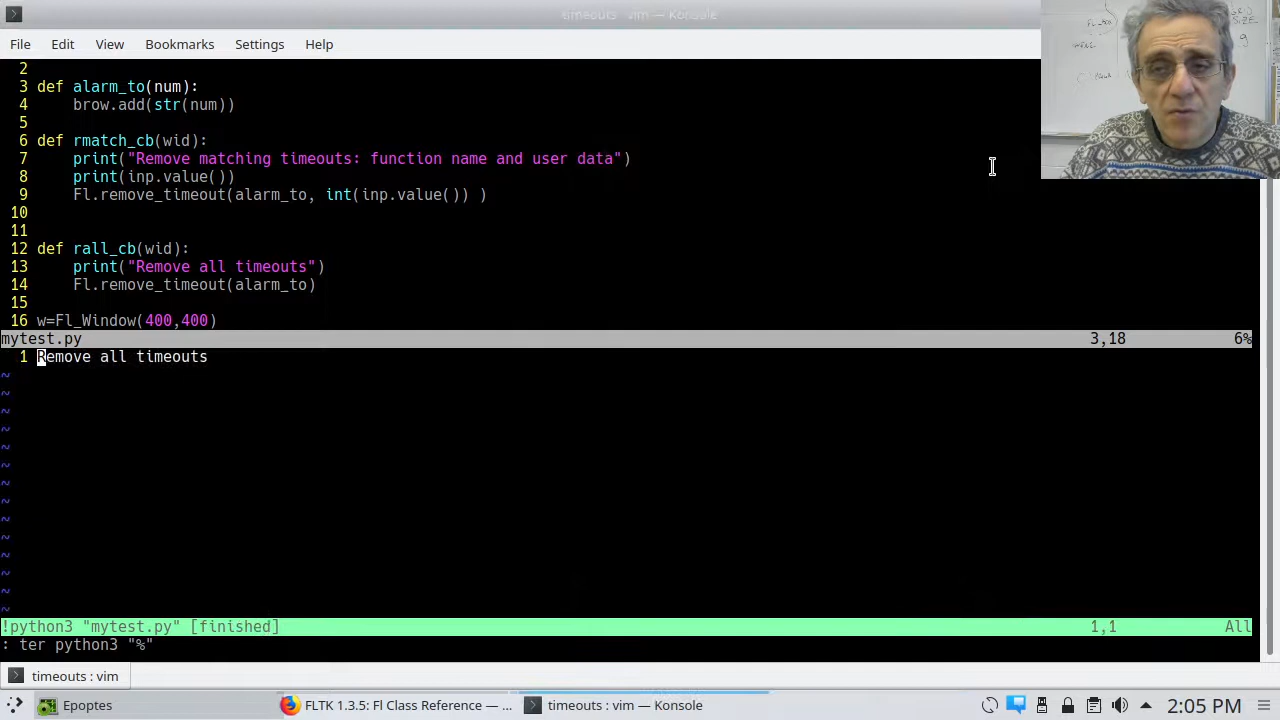 timeouts : vim — Konsole
File Edit View Bookmarks Settings Help
2
3 def alarm_to(num):
4     brow.add(str(num))
5
6 def rmatch_cb(wid):
7     print("Remove matching timeouts: function name and user data")
8     print(inp.value())
9     Fl.remove_timeout(alarm_to, int(inp.value()) )
10
11
12 def rall_cb(wid):
13     print("Remove all timeouts")
14     Fl.remove_timeout(alarm_to)
15
16 w=Fl_Window(400,400)
mytest.py 3,18 6%
1 Remove all timeouts
~
~
~
~
~
~
~
~
~
~
~
~
~
~
!python3 "mytest.py" [finished] 1,1 All
: ter python3 "%"
timeouts : vim
Epoptes FLTK 1.3.5: Fl Class Reference — ... timeouts : vim — Konsole 2:05 PM